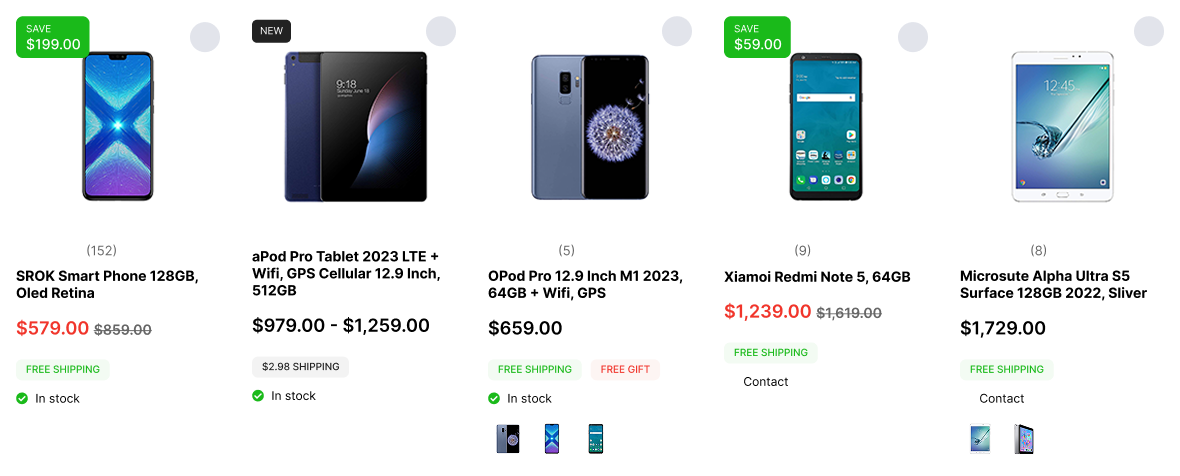 SAVE
$199.00
(152)
SROK Smart Phone 128GB,
Oled Retina
$579.00 $859.00
FREE SHIPPING
In stock
NEW
9:18
aPod Pro Tablet 2023 LTE +
Wifi, GPS Cellular 12.9 Inch,
512GB
$979.00 - $1,259.00
$2.98 SHIPPING
In stock
(5)
OPod Pro 12.9 Inch M1 2023,
64GB + Wifi, GPS
$659.00
FREE SHIPPING FREE GIFT
In stock
SAVE
$59.00
(9)
Xiamoi Redmi Note 5, 64GB
$1,239.00 $1,619.00
FREE SHIPPING
Contact
12:45
(8)
Microsute Alpha Ultra S5
Surface 128GB 2022, Sliver
$1,729.00
FREE SHIPPING
Contact